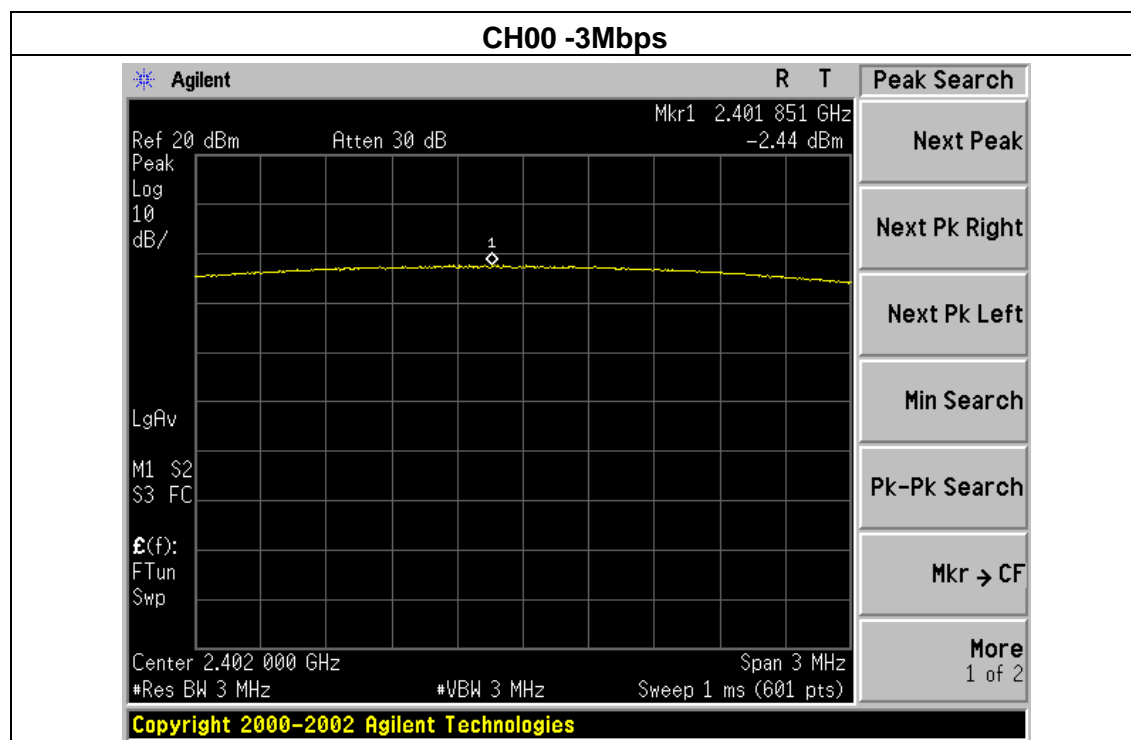 CH00 -3Mbps
Agilent R T
Peak Search
Mkr1 2.401 851 GHz
Ref 20 dBm Atten 30 dB -2.44 dBm
Peak
Log
10
dB/
1
LgAv
M1 S2
S3 FC
£(f):
FTun
Swp
Center 2.402 000 GHz Span 3 MHz
#Res BW 3 MHz #VBW 3 MHz Sweep 1 ms (601 pts)
Copyright 2000-2002 Agilent Technologies
Next Peak
Next Pk Right
Next Pk Left
Min Search
Pk-Pk Search
Mkr → CF
More
1 of 2